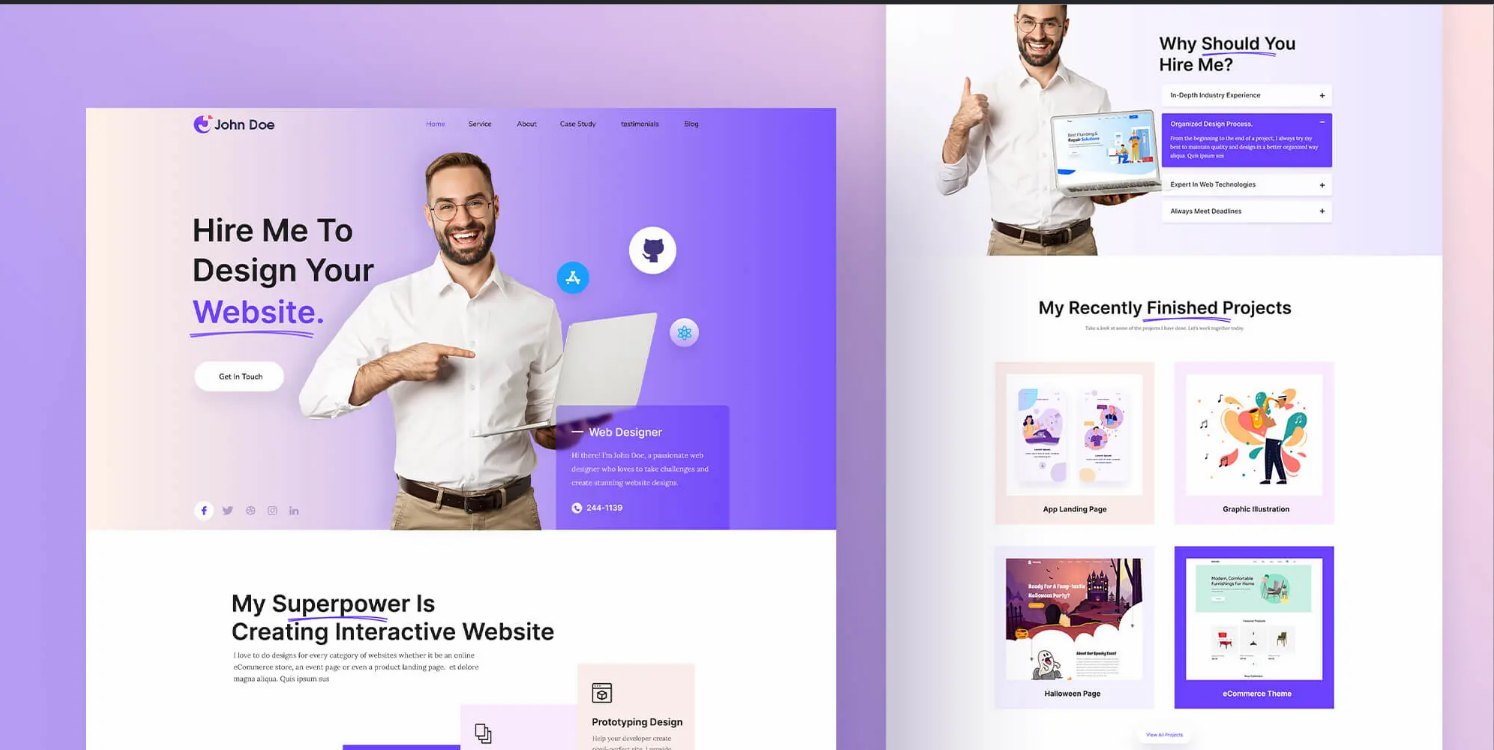 John Doe
Home Service About Case Study testimonials Blog
Hire Me To
Design Your
Website.
Get In Touch
Web Designer
Hi there! I'm John Doe, a passionate web
designer who loves to take challenges and
create stunning website designs.
244-1139
My Superpower Is
Creating Interactive Website
I love to do designs for every category of websites whether it be an online
eCommerce store, an event page or even a product landing page. et dolore
magna aliqua. Quis ipsum sus
Prototyping Design
Help your developer create
Why Should You
Hire Me?
In-Depth Industry Experience +
Organized Design Process. −
From the beginning to the end of a project, I always try my
best to maintain quality and design in a better organized way
aliqua. Quis ipsum sus
Expert In Web Technologies +
Always Meet Deadlines +
My Recently Finished Projects
Take a look at some of the projects I have done. Let's work together today.
App Landing Page
Graphic Illustration
Ready For A Fang-tastic
Halloween Party?
About Our Spooky Event
Halloween Page
Modern, Comfortable
Furnishings For Home
eCommerce Theme
View All Projects